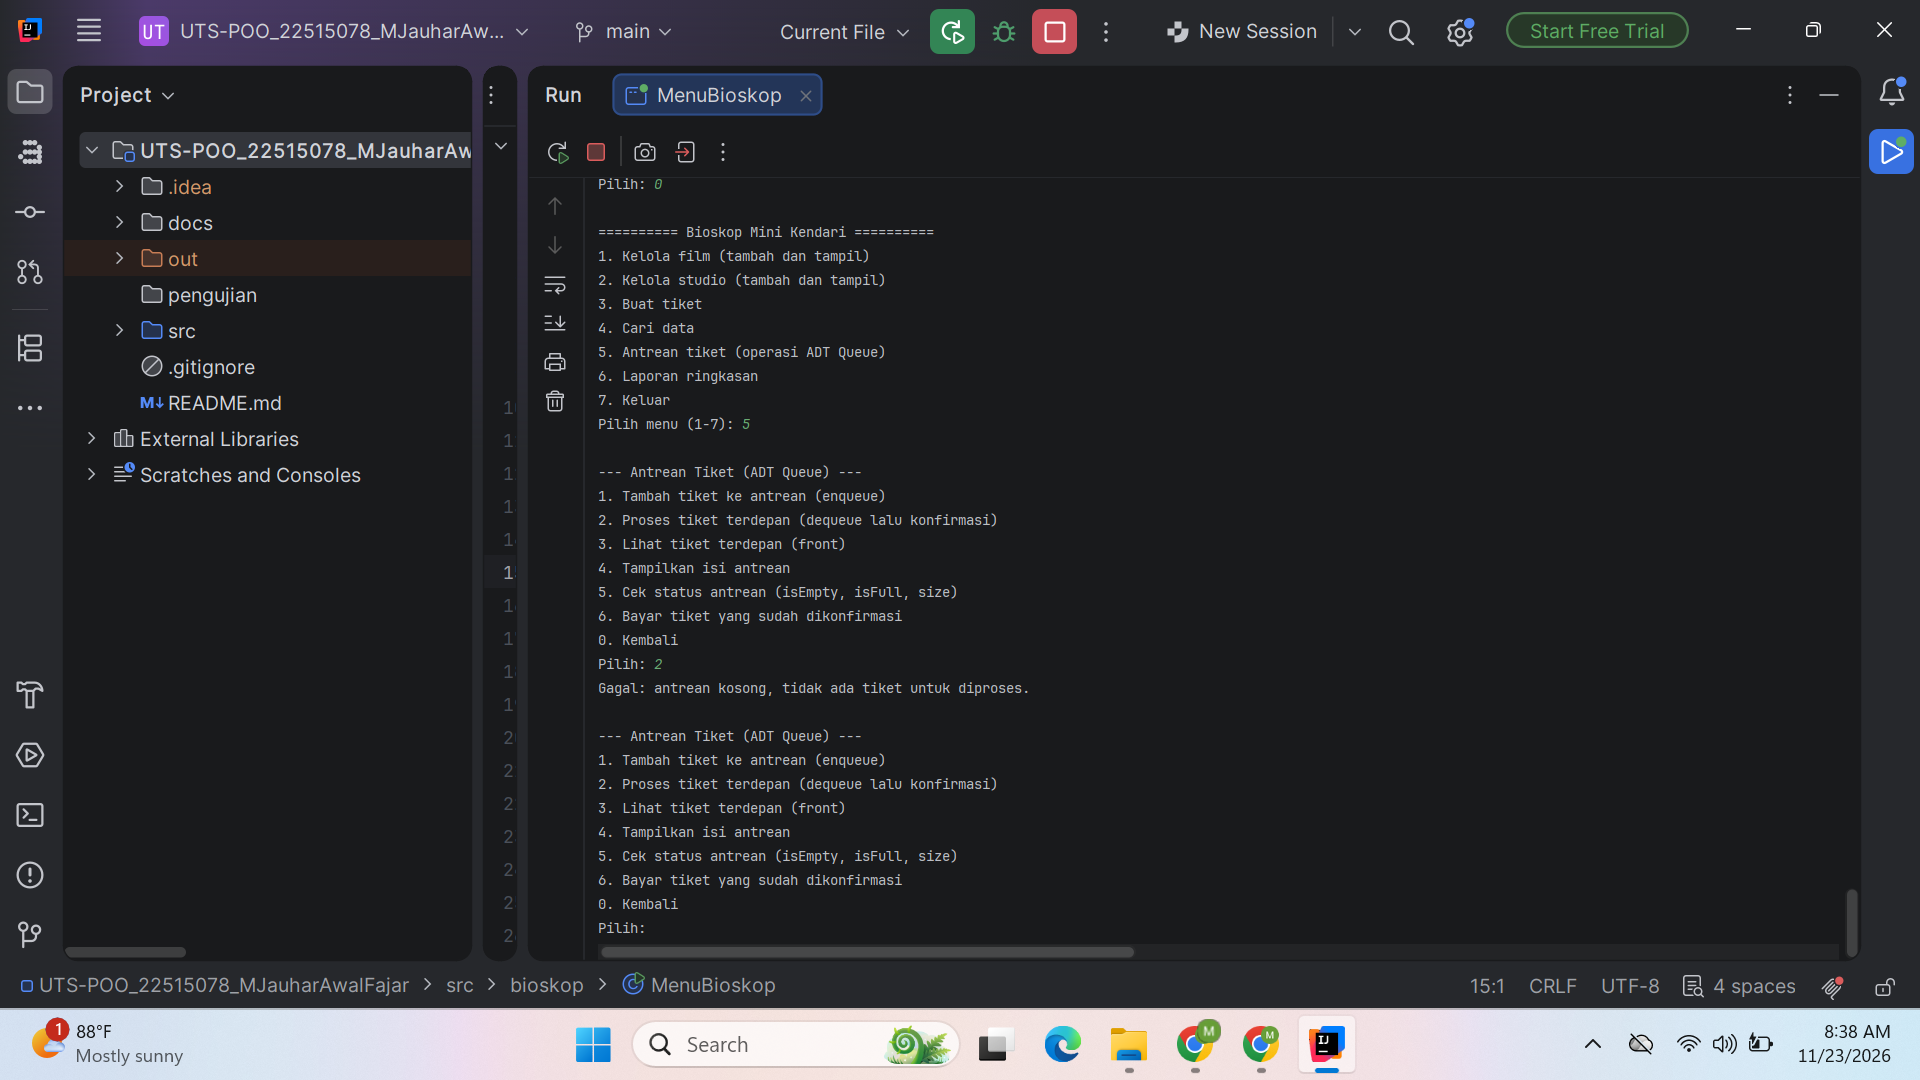 UT UTS-POO_22515078_MJauharAw... main Current File New Session Start Free Trial
Project
UTS-POO_22515078_MJauharAw
.idea
docs
out
pengujian
src
.gitignore
README.md
External Libraries
Scratches and Consoles
Run MenuBioskop
Pilih: 0
========== Bioskop Mini Kendari ==========
1. Kelola film (tambah dan tampil)
2. Kelola studio (tambah dan tampil)
3. Buat tiket
4. Cari data
5. Antrean tiket (operasi ADT Queue)
6. Laporan ringkasan
7. Keluar
Pilih menu (1-7): 5
--- Antrean Tiket (ADT Queue) ---
1. Tambah tiket ke antrean (enqueue)
2. Proses tiket terdepan (dequeue lalu konfirmasi)
3. Lihat tiket terdepan (front)
4. Tampilkan isi antrean
5. Cek status antrean (isEmpty, isFull, size)
6. Bayar tiket yang sudah dikonfirmasi
0. Kembali
Pilih: 2
Gagal: antrean kosong, tidak ada tiket untuk diproses.
--- Antrean Tiket (ADT Queue) ---
1. Tambah tiket ke antrean (enqueue)
2. Proses tiket terdepan (dequeue lalu konfirmasi)
3. Lihat tiket terdepan (front)
4. Tampilkan isi antrean
5. Cek status antrean (isEmpty, isFull, size)
6. Bayar tiket yang sudah dikonfirmasi
0. Kembali
Pilih:
UTS-POO_22515078_MJauharAwalFajar src bioskop MenuBioskop 15:1 CRLF UTF-8 4 spaces
1 88°F
Mostly sunny
Search
8:38 AM
11/23/2026